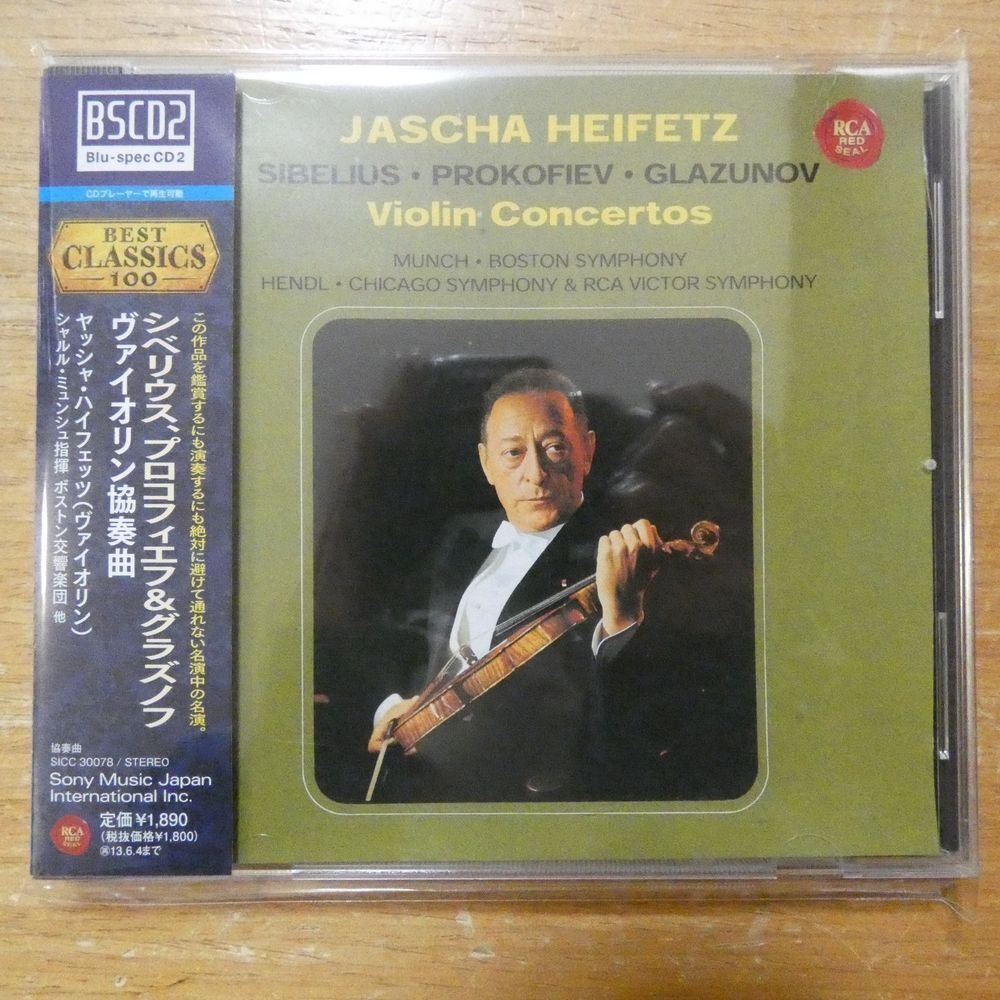 BSCD2
Blu-spec CD2
CDプレーヤーで再生可能
BEST
CLASSICS
100
この作品を鑑賞するにも演奏するにも絶対に避けて通れない名演中の名演。
シベリウス、プロコフィエフ&グラズノフ
ヴァイオリン協奏曲
ヤッシャ・ハイフェッツ(ヴァイオリン)
シャルル・ミュンシュ指揮 ボストン交響楽団 他
協奏曲
SICC 30078 / STEREO
Sony Music Japan
International Inc.
RCA
RED
SEAL
定価¥1,890
(税抜価格¥1,800)
㊐13.6.4まで
JASCHA HEIFETZ
SIBELIUS・PROKOFIEV・GLAZUNOV
Violin Concertos
MUNCH・BOSTON SYMPHONY
HENDL・CHICAGO SYMPHONY & RCA VICTOR SYMPHONY
RCA
RED
SEAL